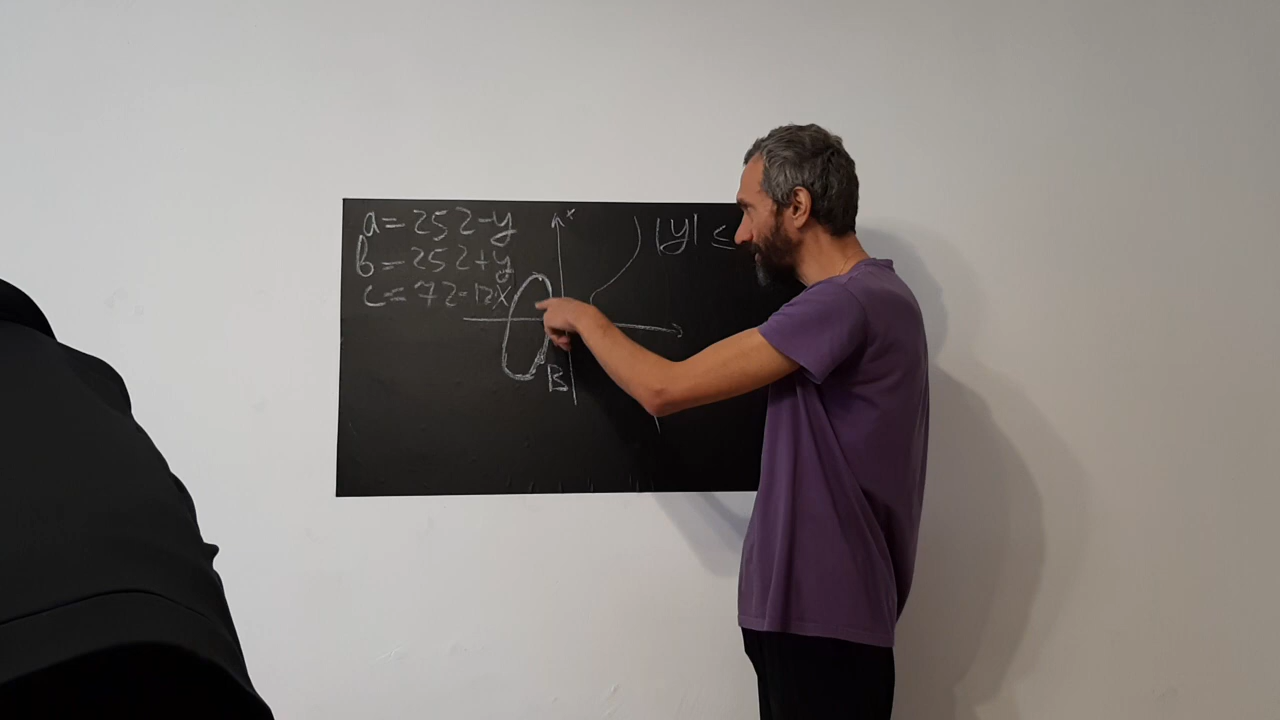 a=252-y
b=252+y
c=72-12x
x
|y| ≤
B